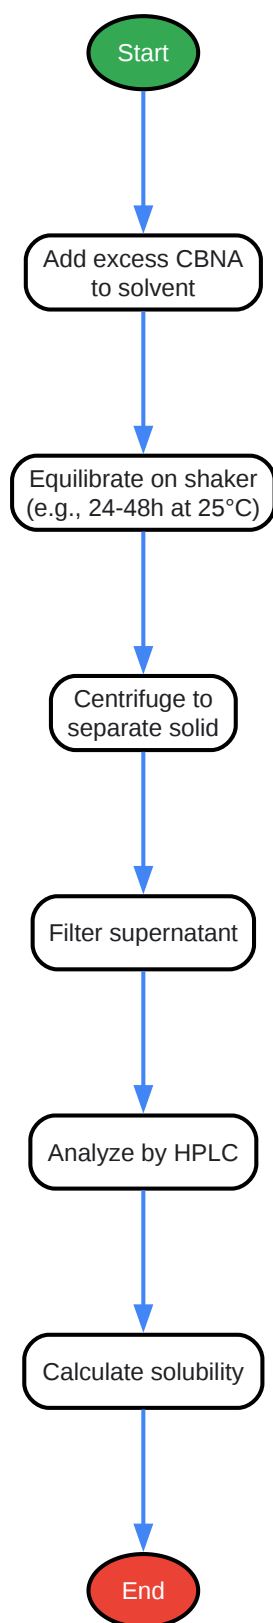 Start
Add excess CBNA
to solvent
Equilibrate on shaker
(e.g., 24-48h at 25°C)
Centrifuge to
separate solid
Filter supernatant
Analyze by HPLC
Calculate solubility
End